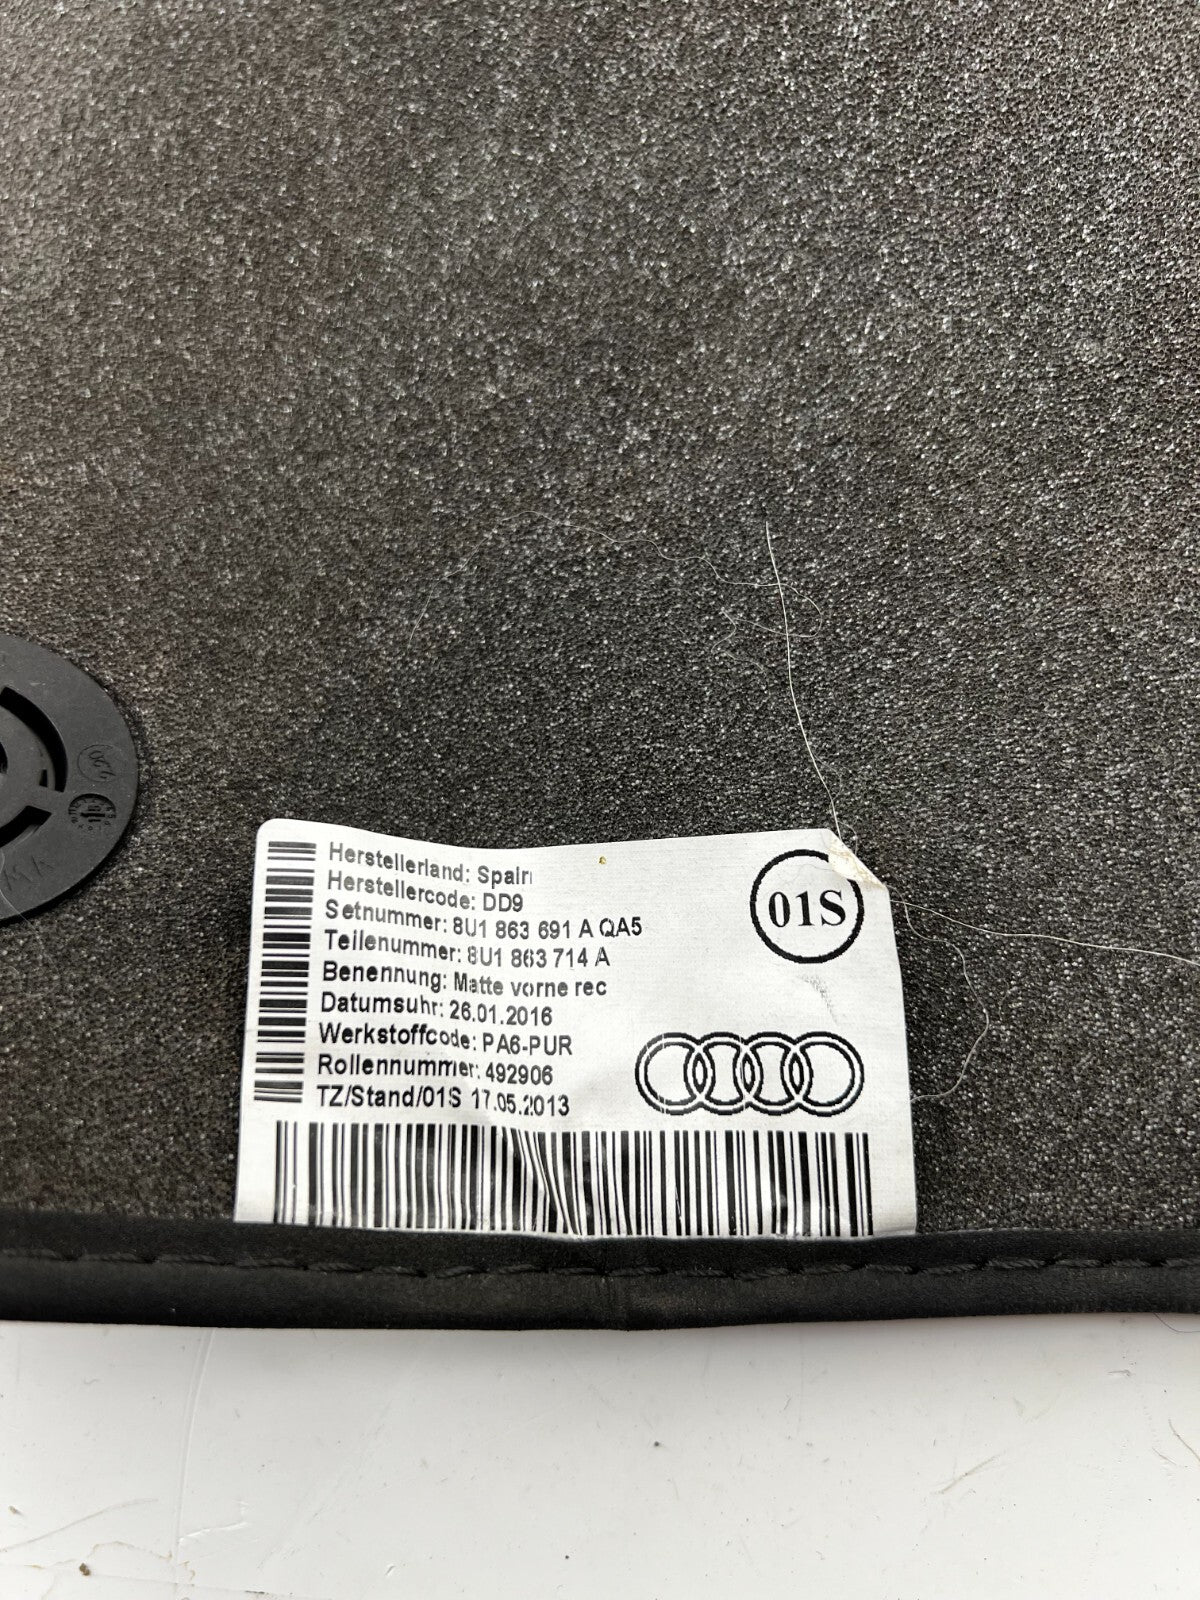 Herstellerland: Spain
Herstellercode: DD9
Setnummer: 8U1 863 691 A QA5
Teilenummer: 8U1 863 714 A
Benennung: Matte vorne rec
Datumsuhr: 26.01.2016
Werkstoffcode: PA6-PUR
Rollennummer: 492906
TZ/Stand/01S 17.05.2013
01S